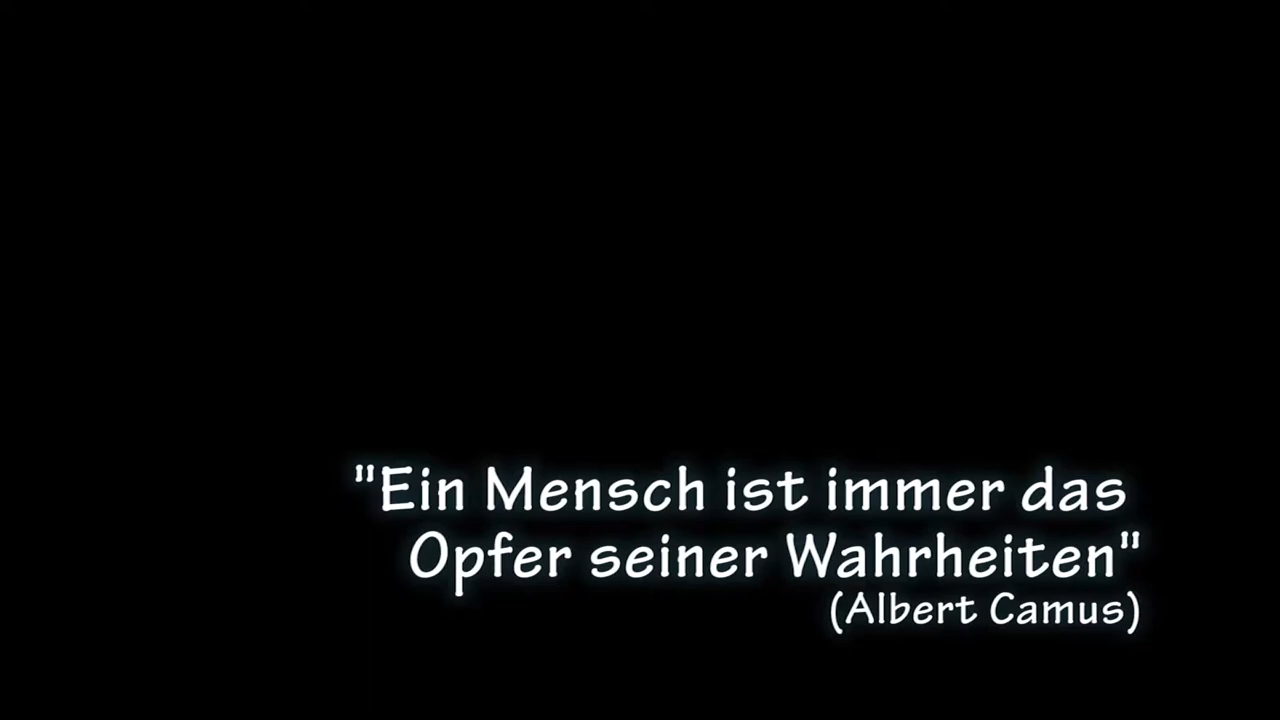 "Ein Mensch ist immer das
Opfer seiner Wahrheiten"
(Albert Camus)